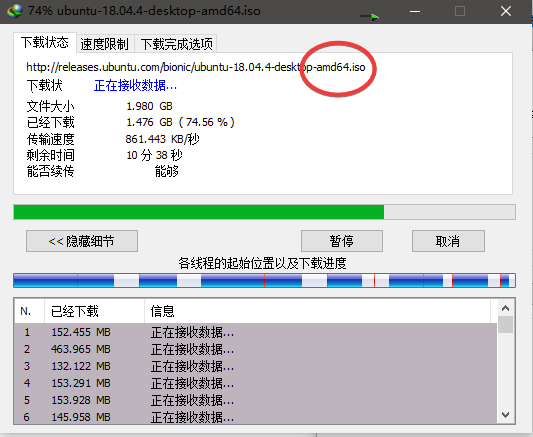 74% ubuntu-18.04.4-desktop-amd64.iso
下载状态 速度限制 下载完成选项
http://releases.ubuntu.com/bionic/ubuntu-18.04.4-desktop-amd64.iso
下载状 正在接收数据...
文件大小 1.980 GB
已经下载 1.476 GB ( 74.56 % )
传输速度 861.443 KB/秒
剩余时间 10 分 38 秒
能否续传 能够
<< 隐藏细节 暂停 取消
各线程的起始位置以及下载进度
N. 已经下载 信息
1 152.455 MB 正在接收数据...
2 463.965 MB 正在接收数据...
3 132.122 MB 正在接收数据...
4 153.291 MB 正在接收数据...
5 153.928 MB 正在接收数据...
6 145.958 MB 正在接收数据...